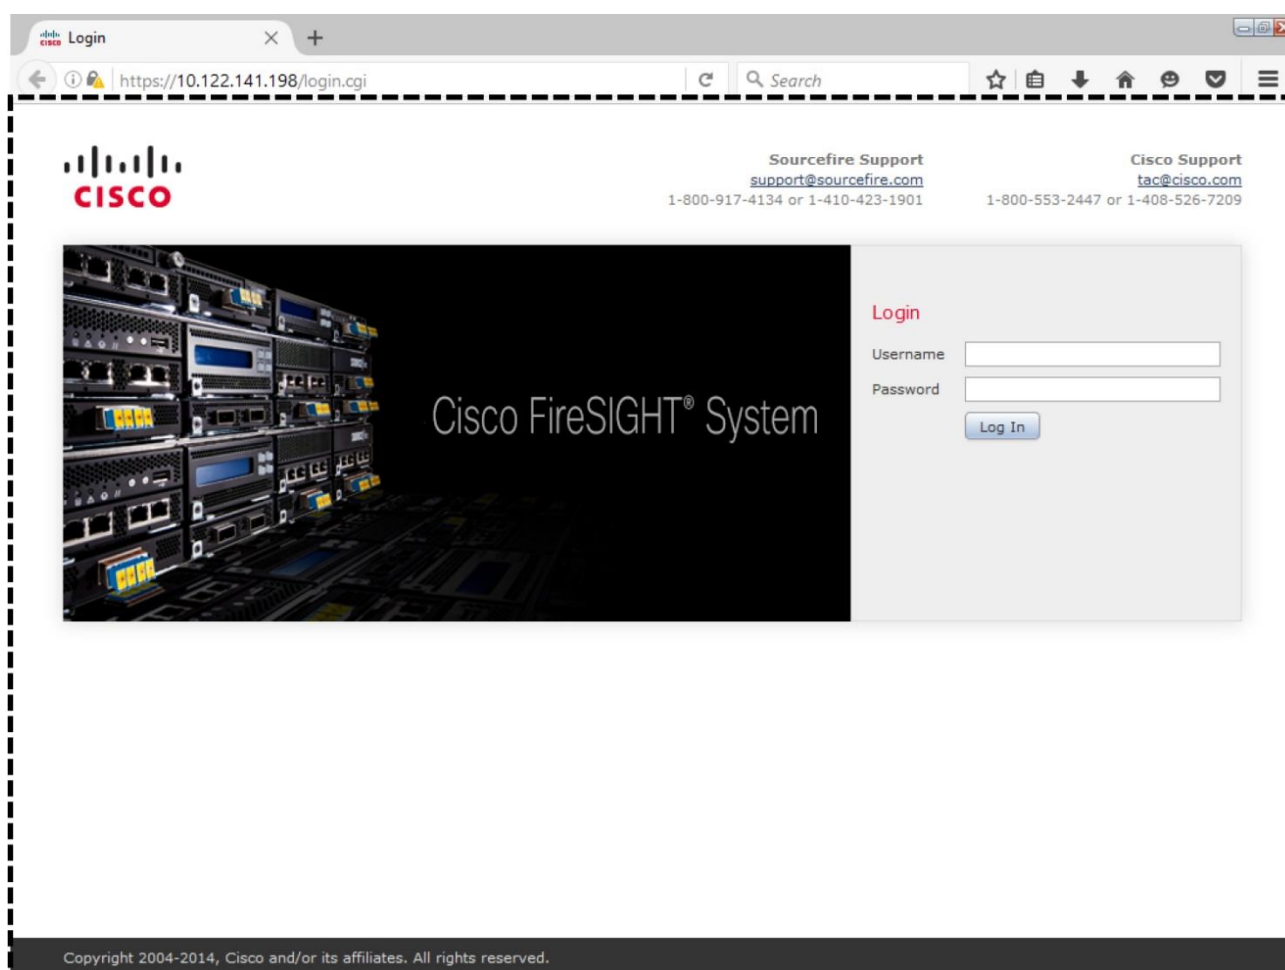 CISCO Login
https://10.122.141.198/login.cgi
Search
CISCO
Sourcefire Support
support@sourcefire.com
1-800-917-4134 or 1-410-423-1901
Cisco Support
tac@cisco.com
1-800-553-2447 or 1-408-526-7209
Cisco FireSIGHT® System
Login
Username
Password
Log In
Copyright 2004-2014, Cisco and/or its affiliates. All rights reserved.